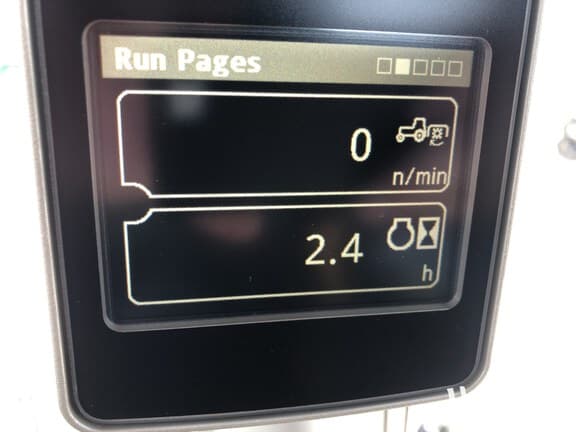 Run Pages
0
n/min
2.4
h